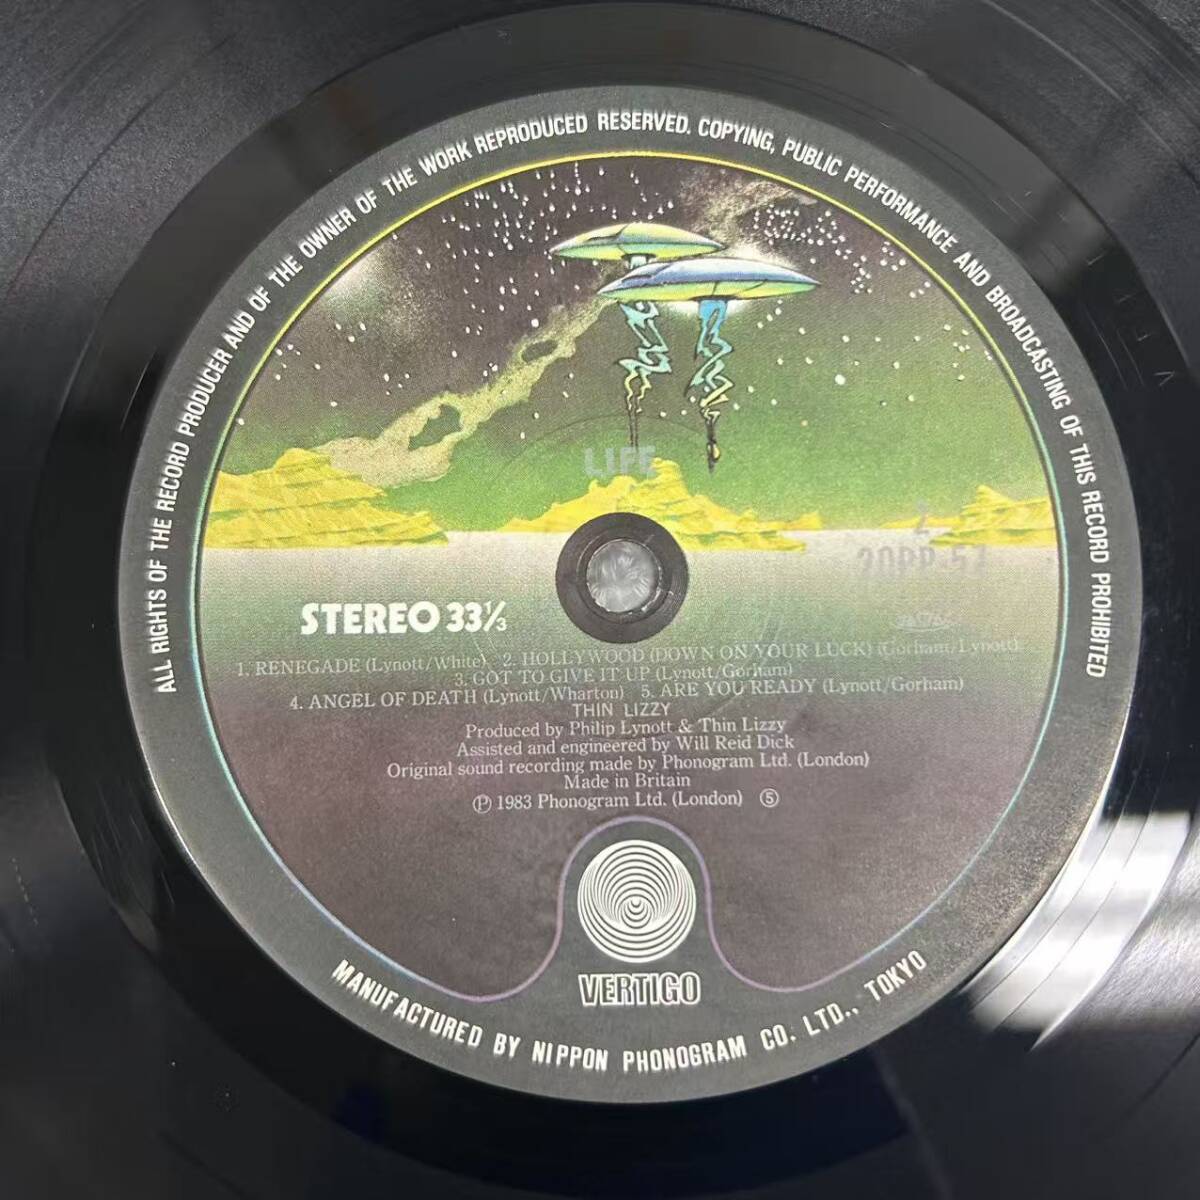 ALL RIGHTS OF THE RECORD PRODUCER AND OF THE OWNER OF THE WORK REPRODUCED RESERVED. COPYING, PUBLIC PERFORMANCE AND BROADCASTING OF THIS RECORD PROHIBITED
LIFE
2
20PP-57
STEREO 33⅓
1. RENEGADE (Lynott/White) 2. HOLLYWOOD (DOWN ON YOUR LUCK) (Gorham/Lynott)
3. GOT TO GIVE IT UP (Lynott/Gorham)
4. ANGEL OF DEATH (Lynott/Wharton) 5. ARE YOU READY (Lynott/Gorham)
THIN LIZZY
Produced by Philip Lynott & Thin Lizzy
Assisted and engineered by Will Reid Dick
Original sound recording made by Phonogram Ltd. (London)
Made in Britain
Ⓟ 1983 Phonogram Ltd. (London) ⑤
VERTIGO
MANUFACTURED BY NIPPON PHONOGRAM CO. LTD., TOKYO